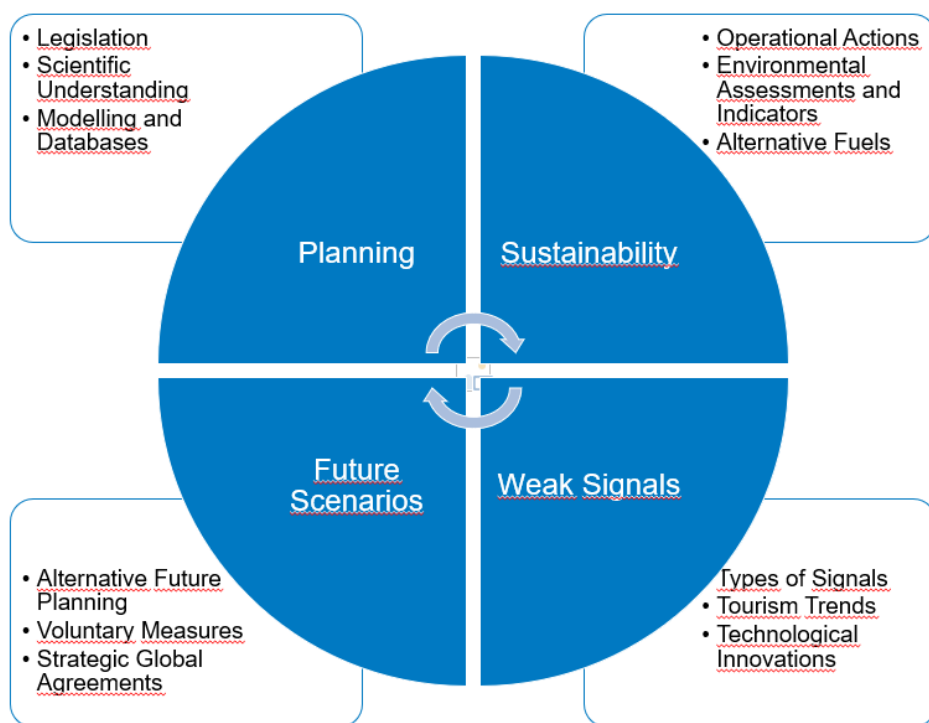 • Legislation
• Scientific
Understanding
• Modelling and
Databases
• Operational Actions
• Environmental
Assessments and
Indicators
• Alternative Fuels
Planning
Sustainability
Future
Scenarios
Weak Signals
• Alternative Future
Planning
• Voluntary Measures
• Strategic Global
Agreements
Types of Signals
• Tourism Trends
• Technological
Innovations